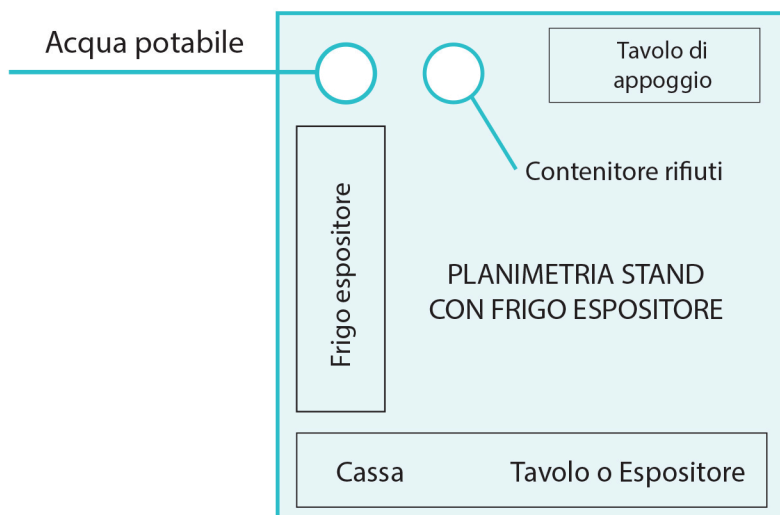 Acqua potabile
Tavolo di
appoggio
Contenitore rifiuti
Frigo espositore
PLANIMETRIA STAND
CON FRIGO ESPOSITORE
Cassa
Tavolo o Espositore